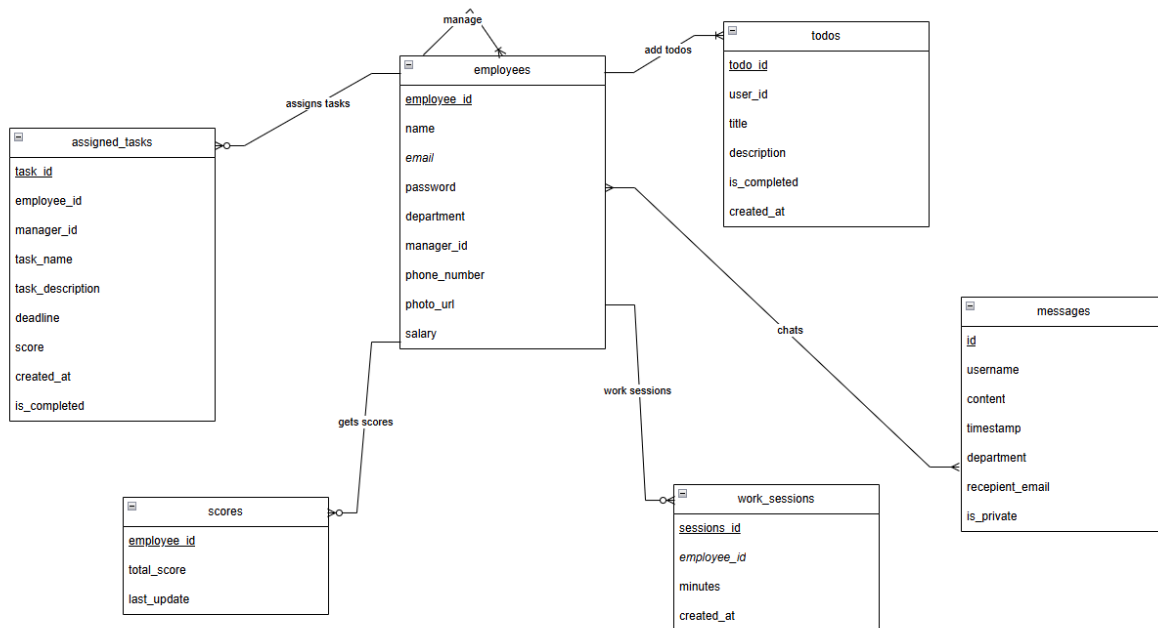 manage
employees
employee_id
name
email
password
department
manager_id
phone_number
photo_url
salary
add todos
todos
todo_id
user_id
title
description
is_completed
created_at
assigns tasks
assigned_tasks
task_id
employee_id
manager_id
task_name
task_description
deadline
score
created_at
is_completed
chats
messages
id
username
content
timestamp
department
recepient_email
is_private
gets scores
scores
employee_id
total_score
last_update
work sessions
work_sessions
sessions_id
employee_id
minutes
created_at